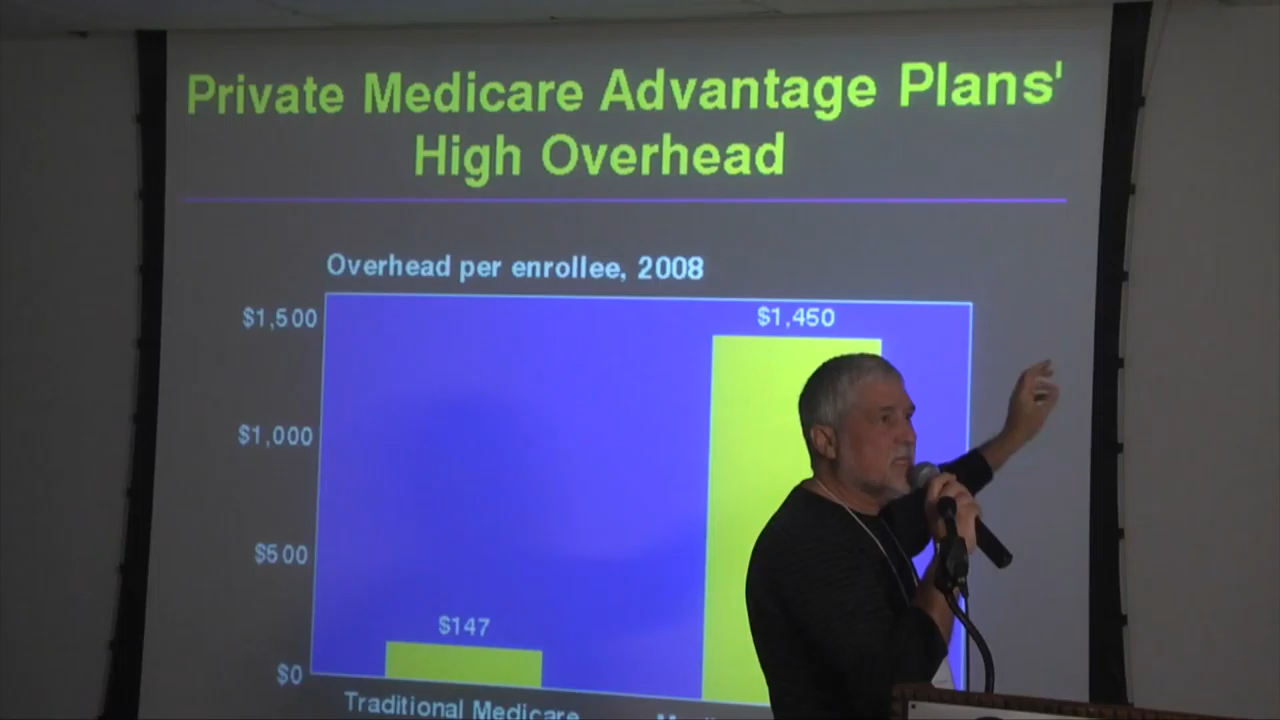 Private Medicare Advantage Plans'
High Overhead
Overhead per enrollee, 2008
$1,500
$1,450
$1,000
$500
$147
$0
Traditional Medicare